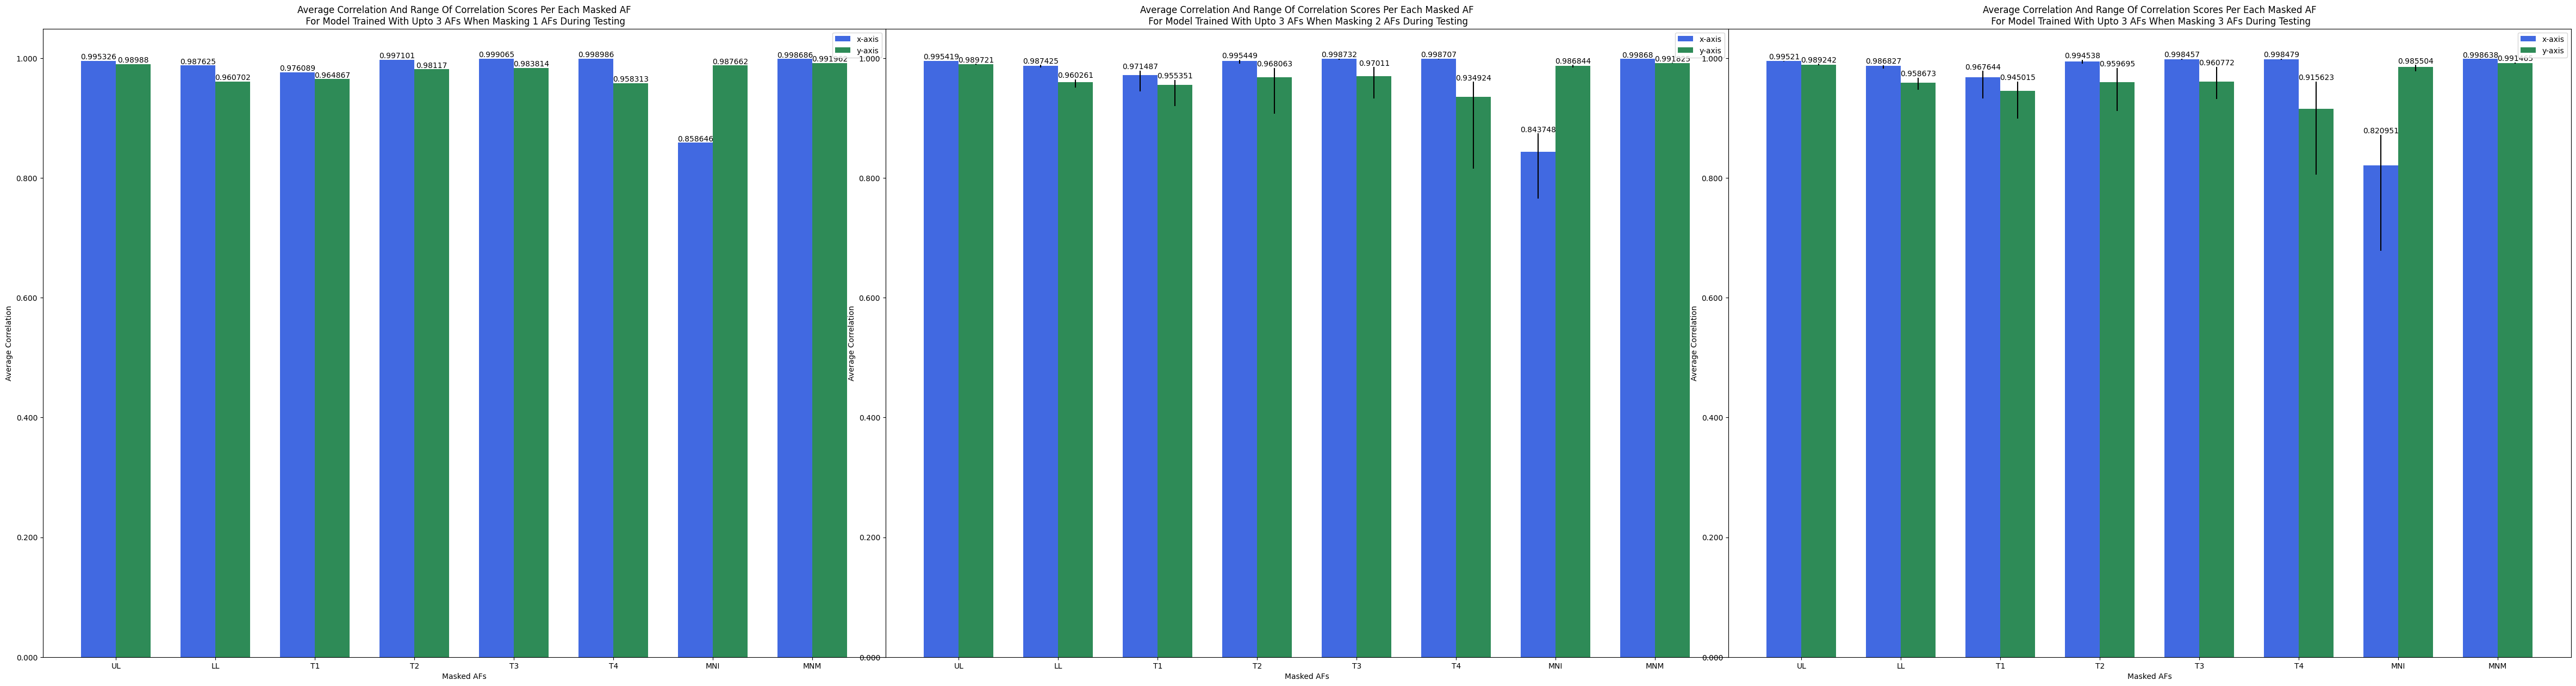 Average Correlation And Range Of Correlation Scores Per Each Masked AF
For Model Trained With Upto 3 AFs When Masking 1 AFs During Testing
x-axis
y-axis
1.000
0.800
0.600
0.400
0.200
0.000
Average Correlation
0.995326 0.98988 0.987625 0.960702 0.976089 0.964867 0.997101 0.98117 0.999065 0.983814 0.998986 0.958313 0.858646 0.987662 0.998686 0.991962
UL LL T1 T2 T3 T4 MNI MNM
Masked AFs
Average Correlation And Range Of Correlation Scores Per Each Masked AF
For Model Trained With Upto 3 AFs When Masking 2 AFs During Testing
x-axis
y-axis
1.000
0.800
0.600
0.400
0.200
0.000
Average Correlation
0.995419 0.989721 0.987425 0.960261 0.971487 0.955351 0.995449 0.968063 0.998732 0.97011 0.998707 0.934924 0.843748 0.986844 0.99868 0.991825
UL LL T1 T2 T3 T4 MNI MNM
Masked AFs
Average Correlation And Range Of Correlation Scores Per Each Masked AF
For Model Trained With Upto 3 AFs When Masking 3 AFs During Testing
x-axis
y-axis
1.000
0.800
0.600
0.400
0.200
0.000
Average Correlation
0.99521 0.989242 0.986827 0.958673 0.967644 0.945015 0.994538 0.959695 0.998457 0.960772 0.998479 0.915623 0.820951 0.985504 0.998638
UL LL T1 T2 T3 T4 MNI MNM
Masked AFs